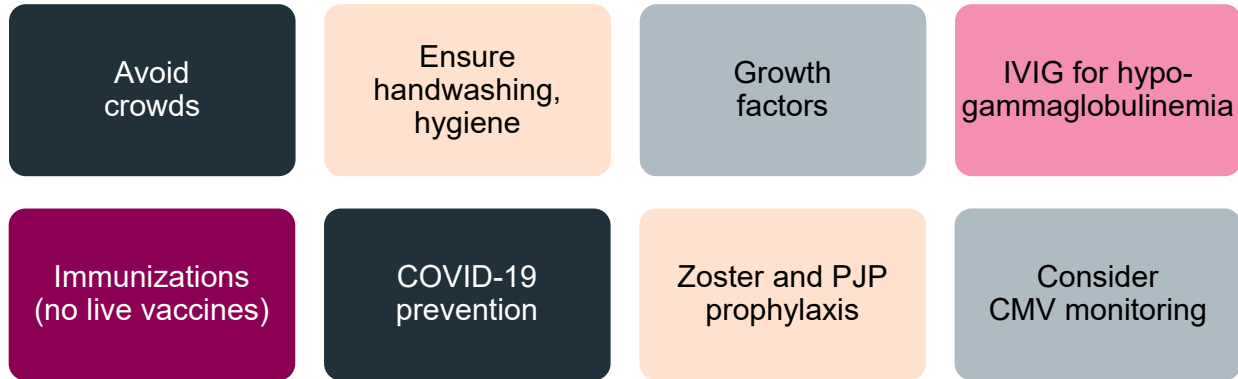 Avoid
crowds
Ensure
handwashing,
hygiene
Growth
factors
IVIG for hypo-
gammaglobulinemia
Immunizations
(no live vaccines)
COVID-19
prevention
Zoster and PJP
prophylaxis
Consider
CMV monitoring